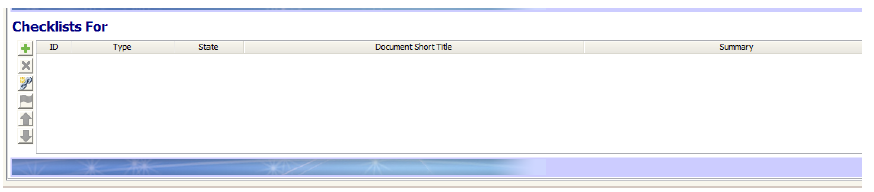 Checklists For
ID Type State Document Short Title Summary